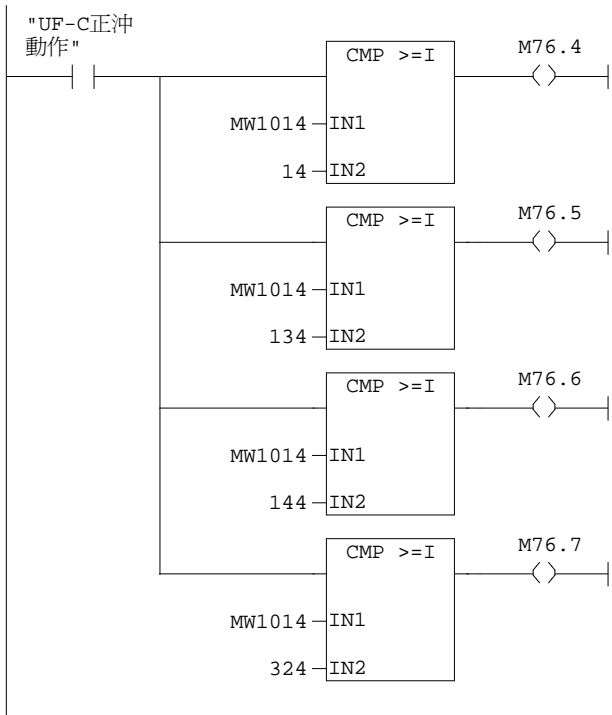 "UF-C正沖
動作"
CMP >=I
M76.4
MW1014
IN1
14
IN2
CMP >=I
M76.5
MW1014
IN1
134
IN2
CMP >=I
M76.6
MW1014
IN1
144
IN2
CMP >=I
M76.7
MW1014
IN1
324
IN2